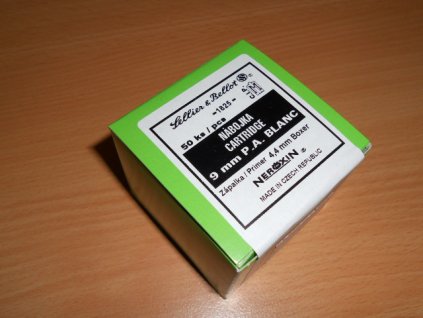 Sellier & Bellot S ®
-1825-
50 ks / pcs
NÁBOJKA
CARTRIDGE
9 mm P.A. BLANC
Zápalka / Primer 4,4 mm Boxer
NEROXIN ®
MADE IN CZECH REPUBLIC